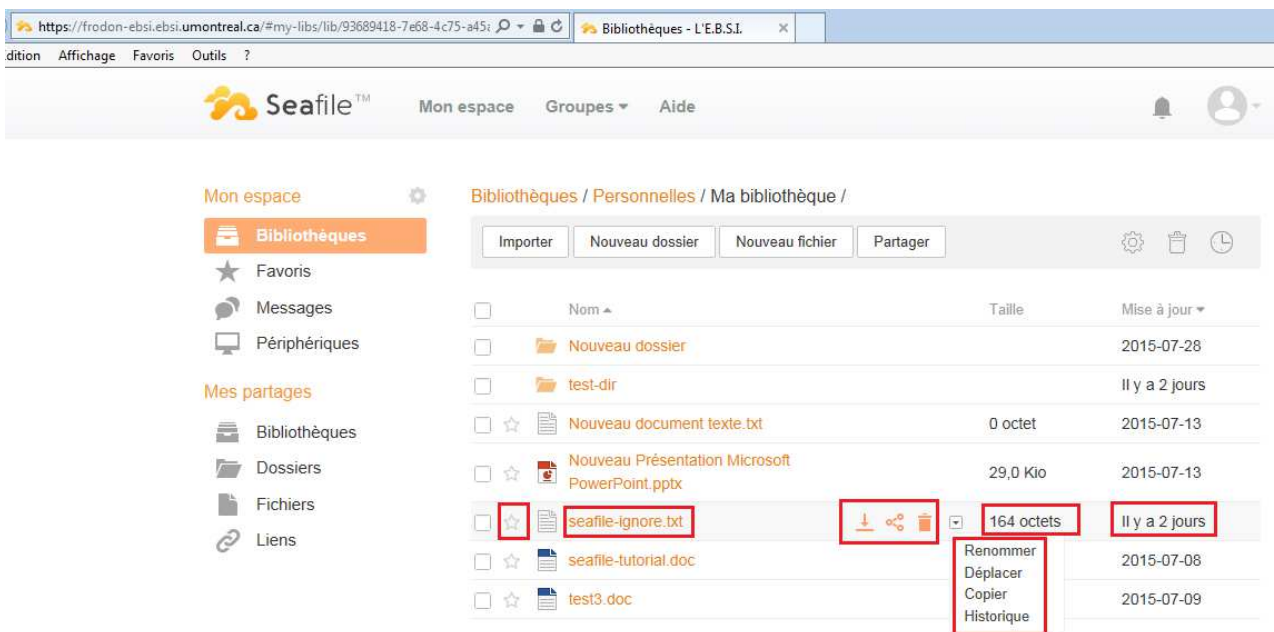 https://frodon-ebsi.ebsi.umontreal.ca/#my-libs/lib/93689418-7e68-4c75-a45a
Bibliothèques - L'E.B.S.I.
Edition Affichage Favoris Outils ?
Seafile™ Mon espace Groupes Aide
Mon espace
Bibliothèques
Favoris
Messages
Périphériques
Mes partages
Bibliothèques
Dossiers
Fichiers
Liens
Bibliothèques / Personnelles / Ma bibliothèque /
Importer Nouveau dossier Nouveau fichier Partager
Nom Taille Mise à jour
Nouveau dossier 2015-07-28
test-dir Il y a 2 jours
Nouveau document texte.txt 0 octet 2015-07-13
Nouveau Présentation Microsoft
PowerPoint.pptx 29,0 Kio 2015-07-13
seafile-ignore.txt 164 octets Il y a 2 jours
Renommer
Déplacer
Copier
Historique
seafile-tutorial.doc 2015-07-08
test3.doc 2015-07-09